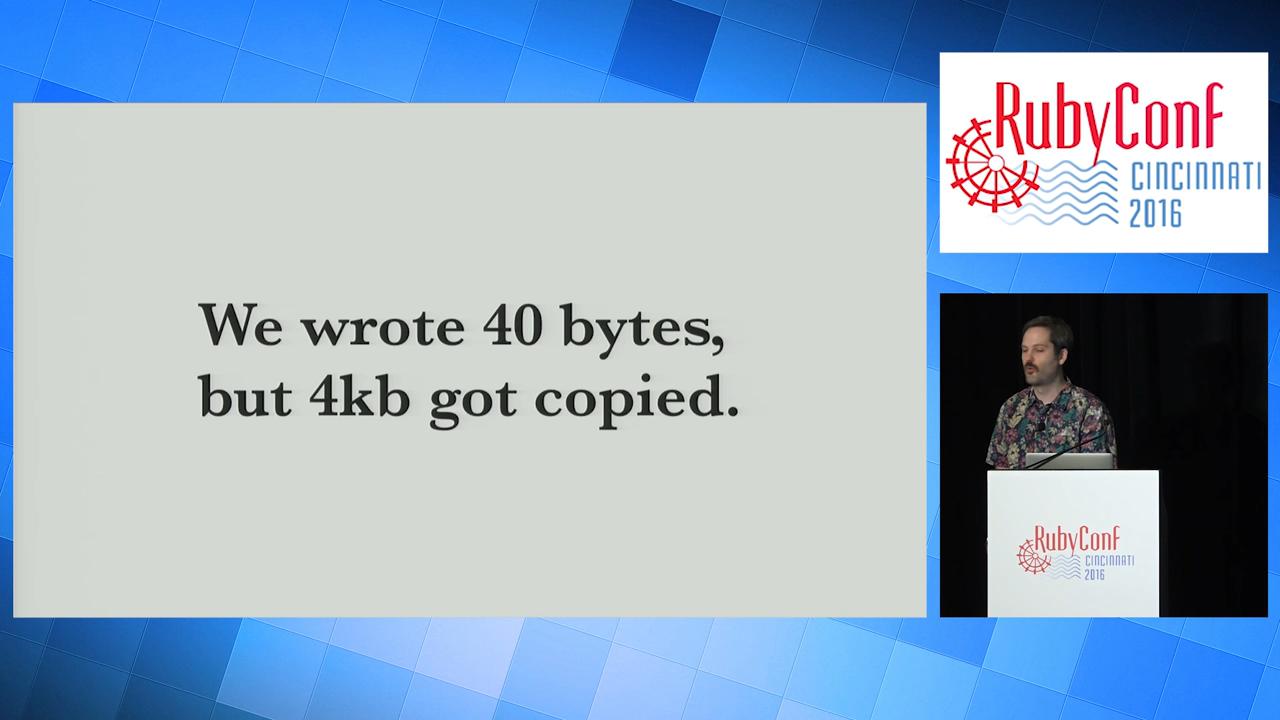 We wrote 40 bytes,
but 4kb got copied.
RubyConf
CINCINNATI
2016
RubyConf
CINCINNATI
2016